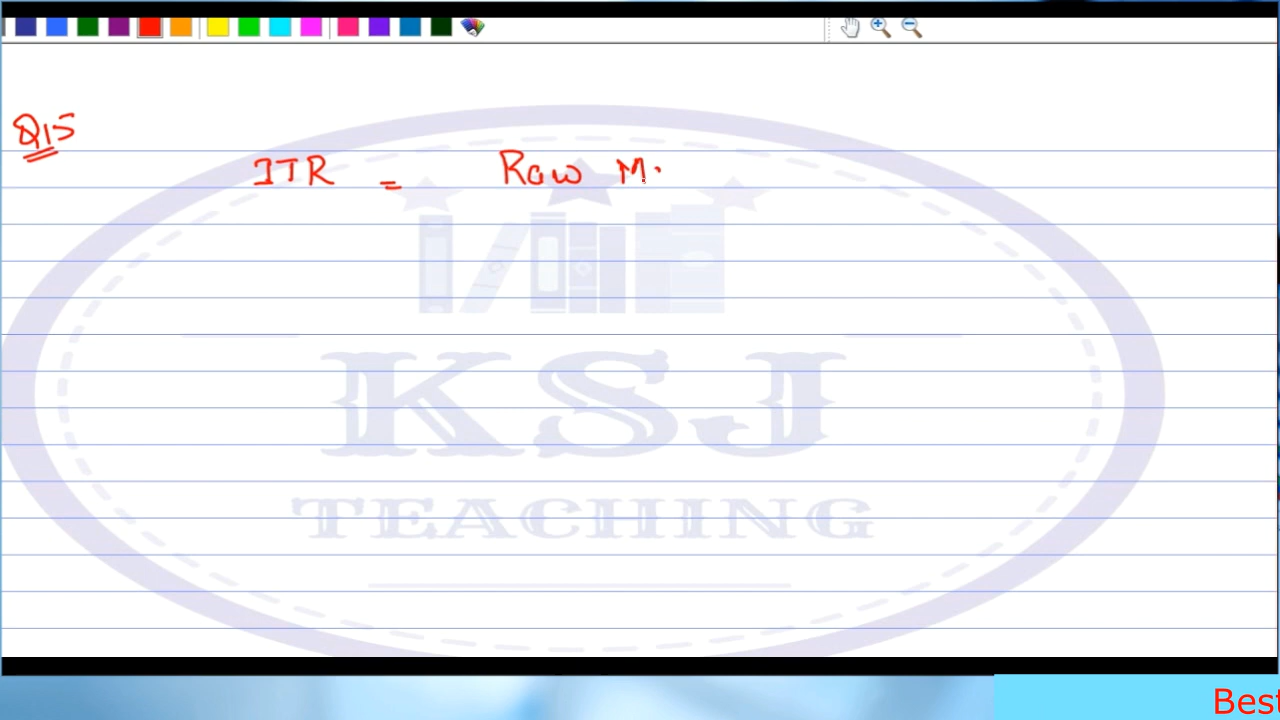 Q15
ITR = Raw M.
KSJ
TEACHING
Best